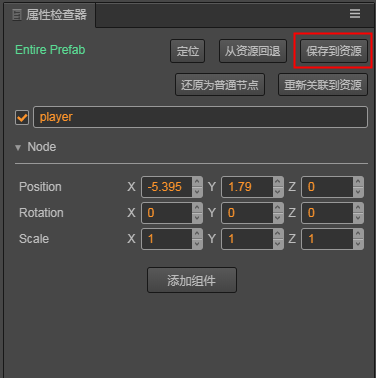 属性检查器
Entire Prefab 定位 从资源回退 保存到资源
还原为普通节点 重新关联到资源
player
Node
Position X -5.395 Y 1.79 Z 0
Rotation X 0 Y 0 Z 0
Scale X 1 Y 1 Z 1
添加组件